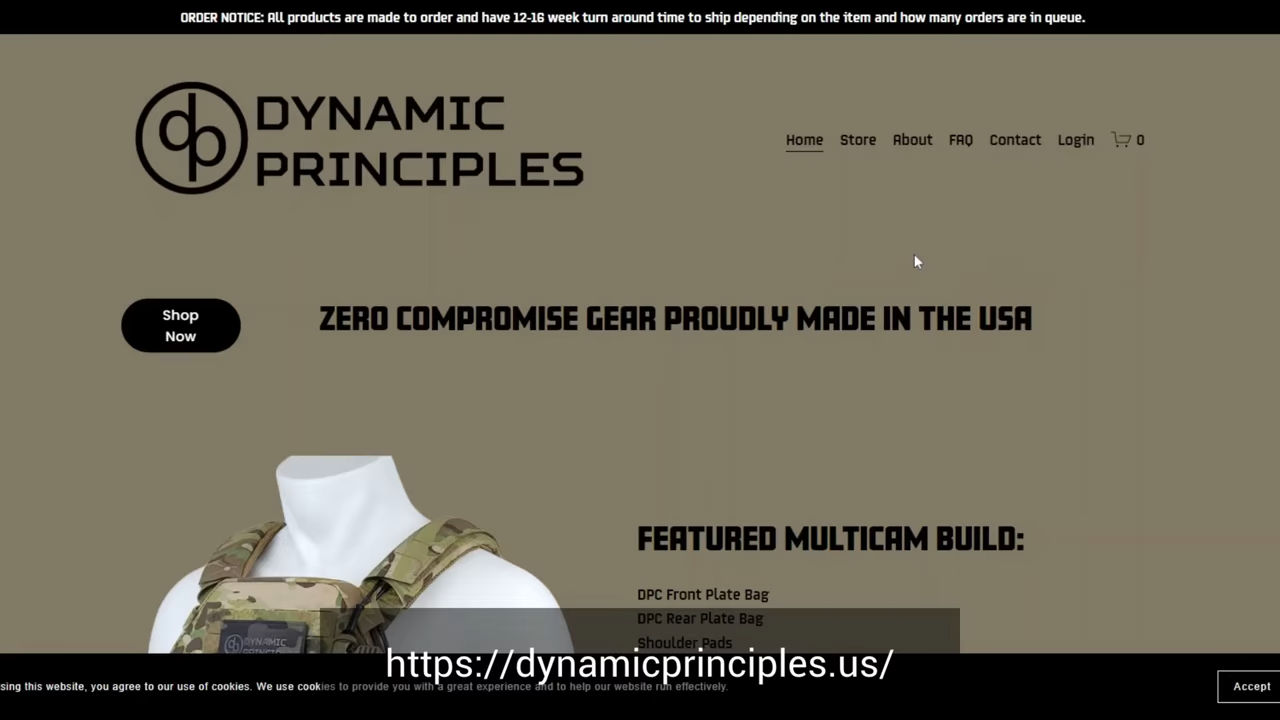 ORDER NOTICE: All products are made to order and have 12-16 week turn around time to ship depending on the item and how many orders are in queue.
dp DYNAMIC
PRINCIPLES
Home Store About FAQ Contact Login 0
Shop
Now
ZERO COMPROMISE GEAR PROUDLY MADE IN THE USA
FEATURED MULTICAM BUILD:
DPC Front Plate Bag
DPC Rear Plate Bag
Shoulder Pads
dp DYNAMIC
https://dynamicprinciples.us/
sing this website, you agree to our use of cookies. We use cookies to provide you with a great experience and to help our website run effectively.
Accept